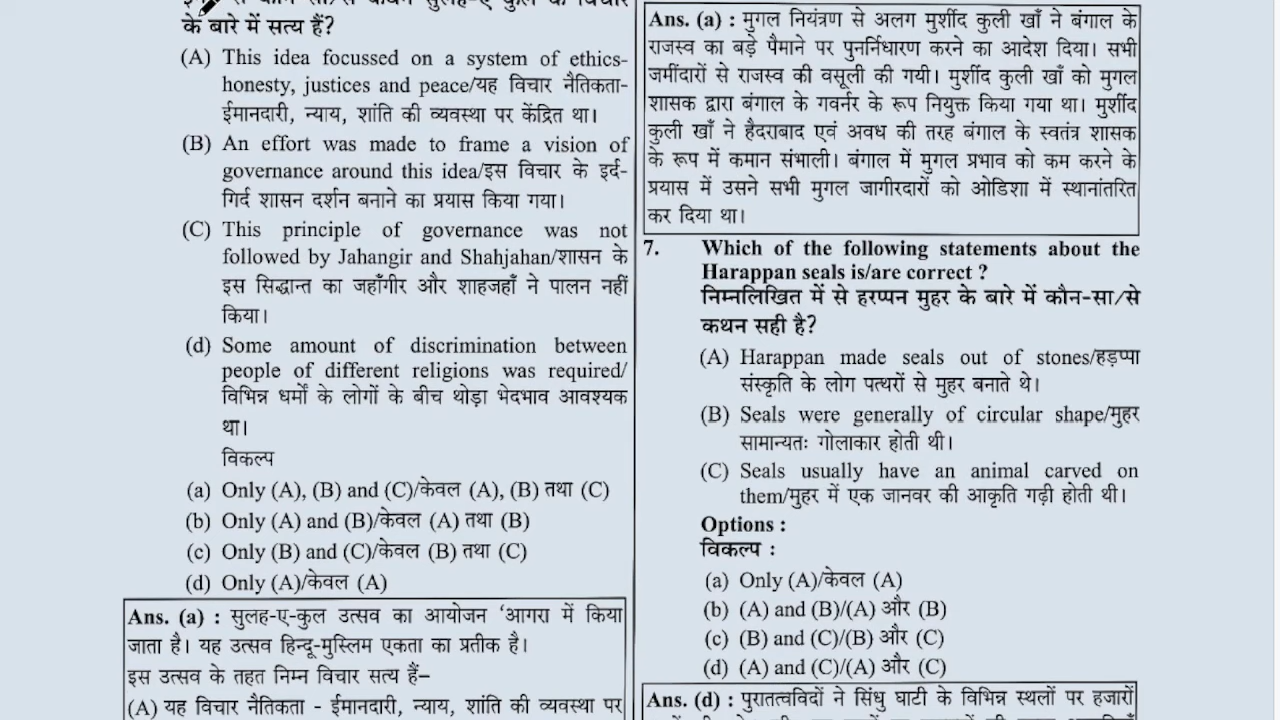 के बारे में सत्य हैं?
(A) This idea focussed on a system of ethics-
honesty, justices and peace/यह विचार नैतिकता-
ईमानदारी, न्याय, शांति की व्यवस्था पर केंद्रित था।
(B) An effort was made to frame a vision of
governance around this idea/इस विचार के इर्द-
गिर्द शासन दर्शन बनाने का प्रयास किया गया।
(C) This principle of governance was not
followed by Jahangir and Shahjahan/शासन के
इस सिद्धान्त का जहाँगीर और शाहजहाँ ने पालन नहीं
किया।
(d) Some amount of discrimination between
people of different religions was required/
विभिन्न धर्मों के लोगों के बीच थोड़ा भेदभाव आवश्यक
था।
विकल्प
(a) Only (A), (B) and (C)/केवल (A), (B) तथा (C)
(b) Only (A) and (B)/केवल (A) तथा (B)
(c) Only (B) and (C)/केवल (B) तथा (C)
(d) Only (A)/केवल (A)
Ans. (a) : सुलह-ए-कुल उत्सव का आयोजन 'आगरा में किया
जाता है। यह उत्सव हिन्दू-मुस्लिम एकता का प्रतीक है।
इस उत्सव के तहत निम्न विचार सत्य हैं–
(A) यह विचार नैतिकता - ईमानदारी, न्याय, शांति की व्यवस्था पर
Ans. (a) : मुगल नियंत्रण से अलग मुर्शीद कुली खाँ ने बंगाल के
राजस्व का बड़े पैमाने पर पुनर्निधारण करने का आदेश दिया। सभी
जमींदारों से राजस्व की वसूली की गयी। मुर्शीद कुली खाँ को मुगल
शासक द्वारा बंगाल के गवर्नर के रूप नियुक्त किया गया था। मुर्शीद
कुली खाँ ने हैदराबाद एवं अवध की तरह बंगाल के स्वतंत्र शासक
के रूप में कमान संभाली। बंगाल में मुगल प्रभाव को कम करने के
प्रयास में उसने सभी मुगल जागीरदारों को ओडिशा में स्थानांतरित
कर दिया था।
7. Which of the following statements about the
Harappan seals is/are correct ?
निम्नलिखित में से हरप्पन मुहर के बारे में कौन-सा/से
कथन सही है?
(A) Harappan made seals out of stones/हड़प्पा
संस्कृति के लोग पत्थरों से मुहर बनाते थे।
(B) Seals were generally of circular shape/मुहर
सामान्यतः गोलाकार होती थी।
(C) Seals usually have an animal carved on
them/मुहर में एक जानवर की आकृति गढ़ी होती थी।
Options :
विकल्प :
(a) Only (A)/केवल (A)
(b) (A) and (B)/(A) और (B)
(c) (B) and (C)/(B) और (C)
(d) (A) and (C)/(A) और (C)
Ans. (d) : पुरातत्वविदों ने सिंधु घाटी के विभिन्न स्थलों पर हजारों